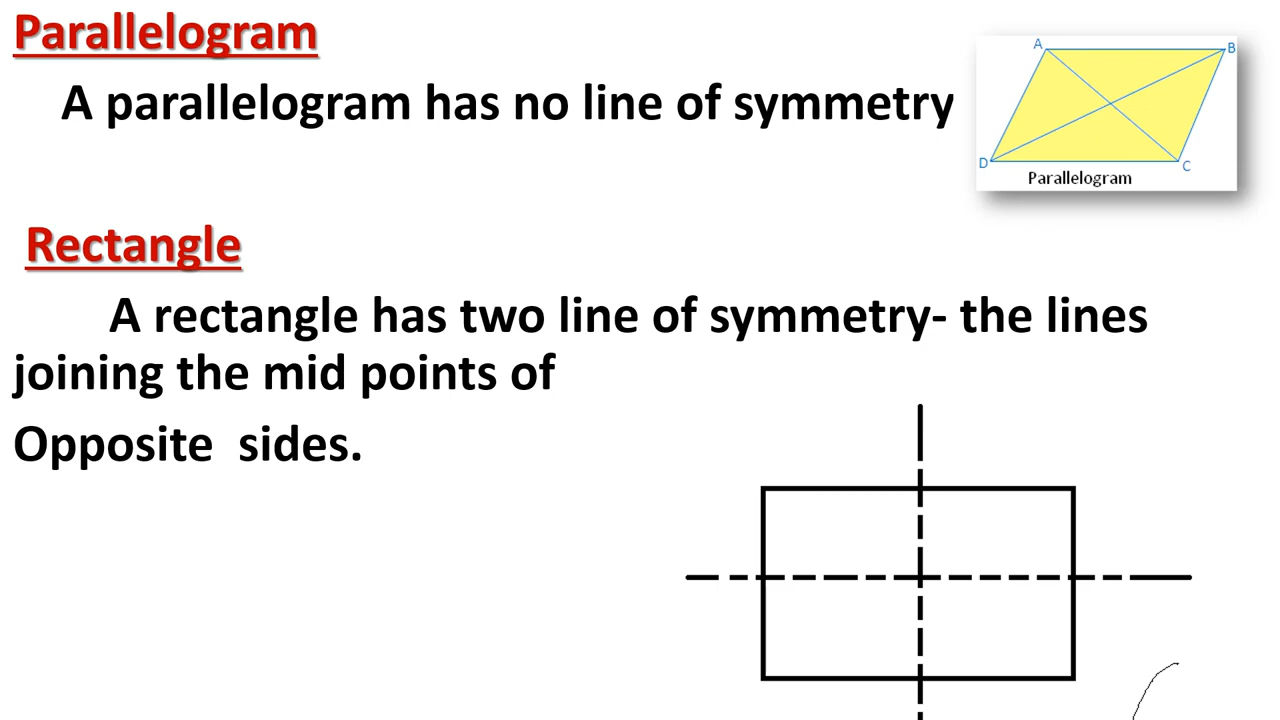 Parallelogram
A parallelogram has no line of symmetry
A B
D C
Parallelogram
Rectangle
A rectangle has two line of symmetry- the lines
joining the mid points of
Opposite sides.